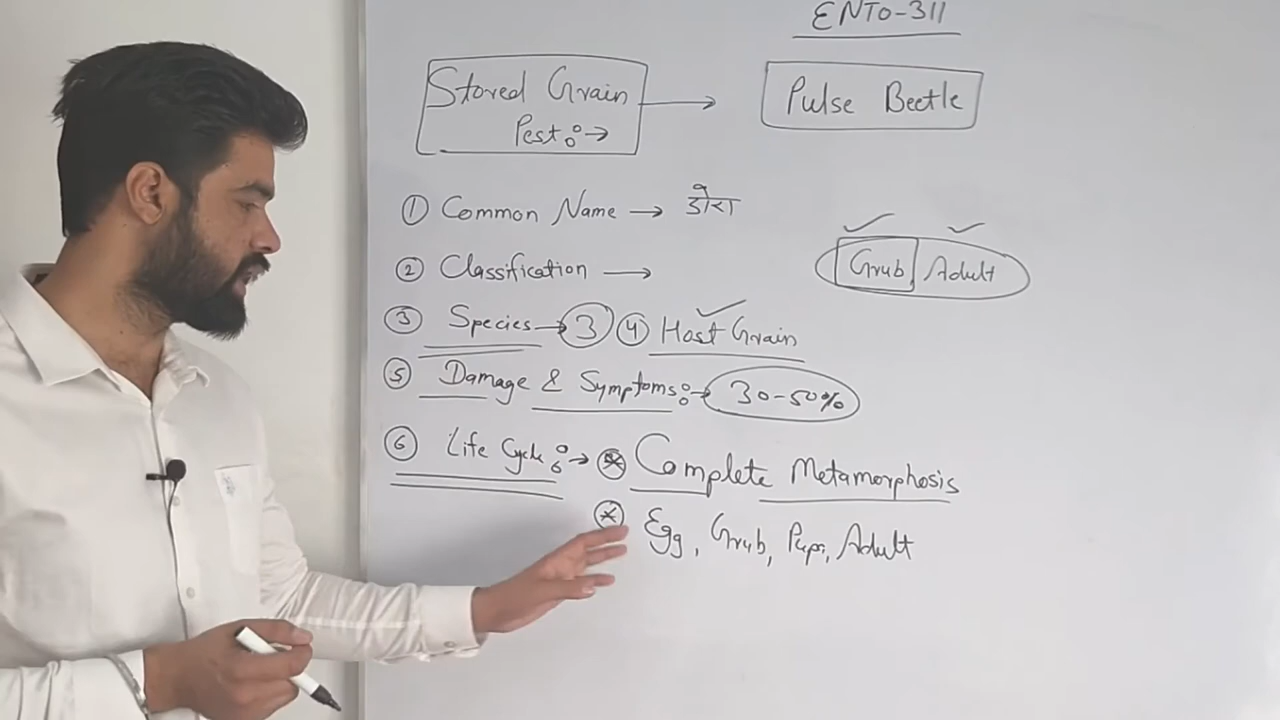 ENTO-311
Stored Grain → Pulse Beetle
Pest:→
① Common Name → ढोरा
② Classification →
Grub Adult
③ Species → 3 ④ Host Grain
⑤ Damage & Symptoms:→ 30-50%
⑥ Life Cycle:→ * Complete Metamorphosis
* Egg, Grub, Pupa, Adult